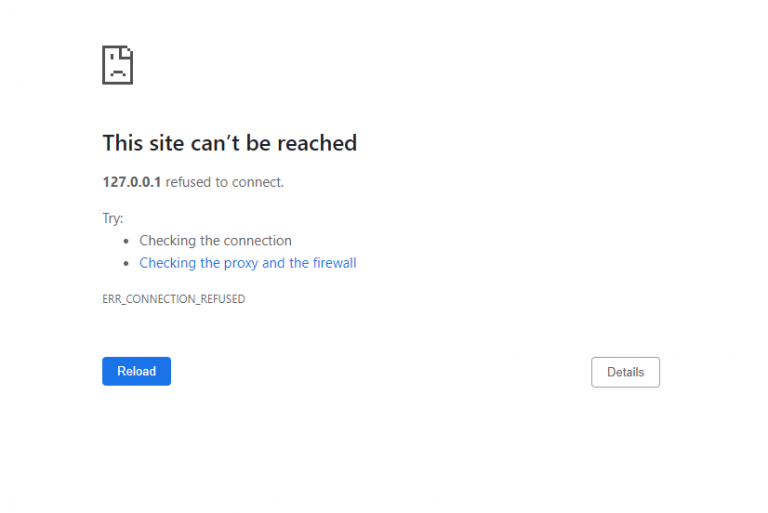 This site can’t be reached
127.0.0.1 refused to connect.
Try:
• Checking the connection
• Checking the proxy and the firewall
ERR_CONNECTION_REFUSED
Reload
Details